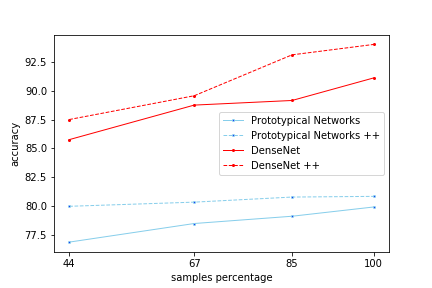 92.5
90.0
87.5
85.0
82.5
80.0
77.5
accuracy
Prototypical Networks
Prototypical Networks ++
DenseNet
DenseNet ++
44 67 85 100
samples percentage